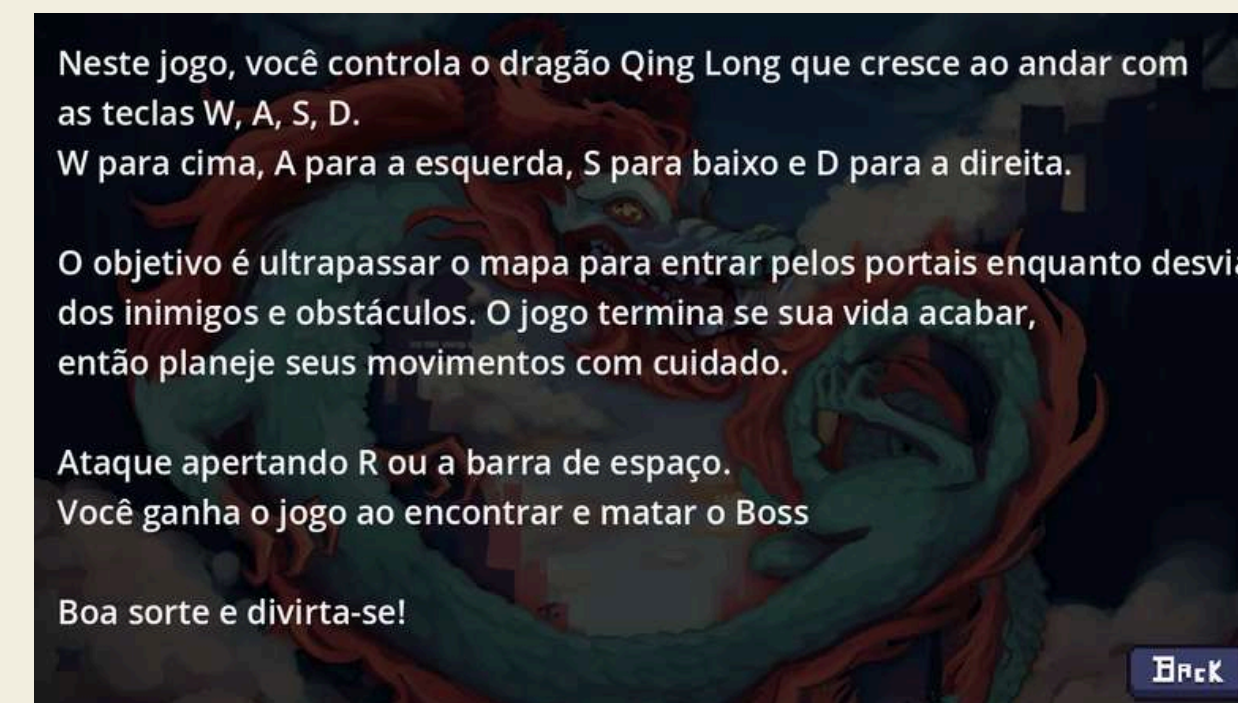 Neste jogo, você controla o dragão Qing Long que cresce ao andar com
as teclas W, A, S, D.
W para cima, A para a esquerda, S para baixo e D para a direita.
O objetivo é ultrapassar o mapa para entrar pelos portais enquanto desvia
dos inimigos e obstáculos. O jogo termina se sua vida acabar,
então planeje seus movimentos com cuidado.
Ataque apertando R ou a barra de espaço.
Você ganha o jogo ao encontrar e matar o Boss
Boa sorte e divirta-se!
Back